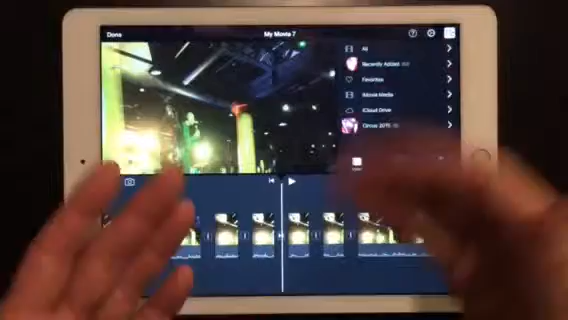 Done
My Movie 7
All
Recently Added
Favorites
iMovie Media
iCloud Drive
Circus 2015